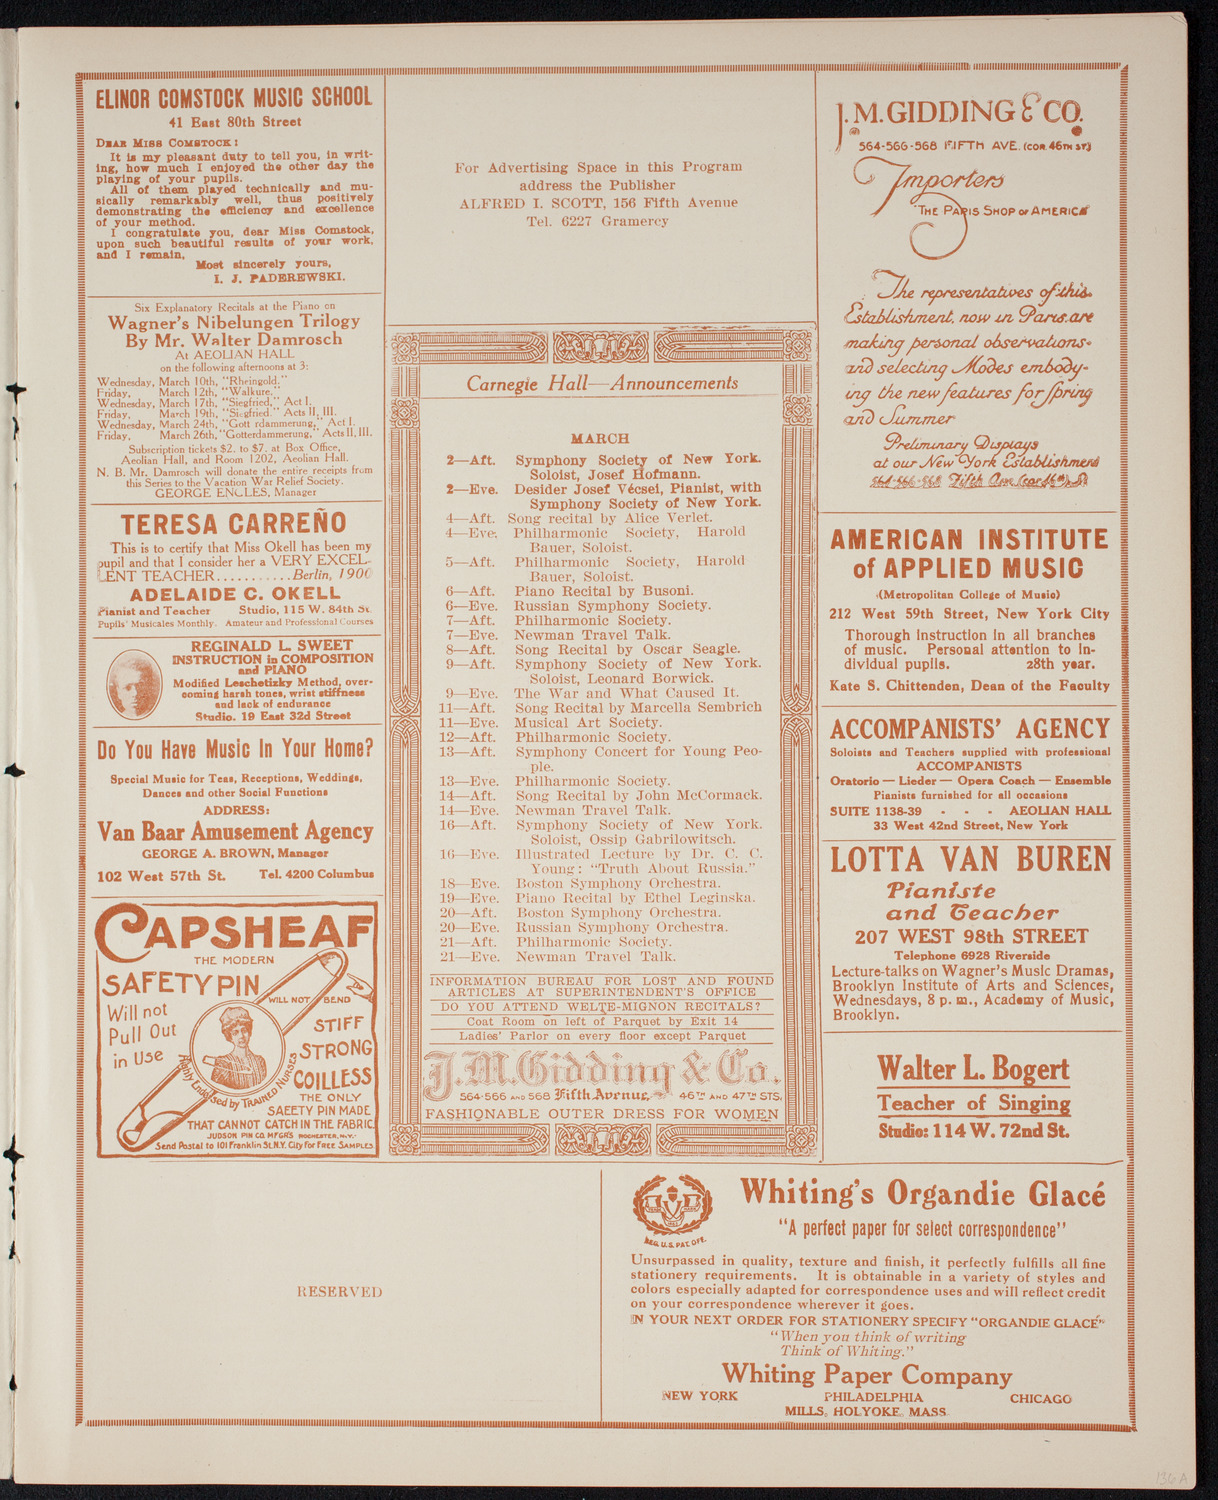 ELINOR COMSTOCK MUSIC SCHOOL
41 East 80th Street
DEAR MISS COMSTOCK:
It is my pleasant duty to tell you, in writ-
ing, how much I enjoyed the other day the
playing of your pupils.
All of them played technically and mu-
sically remarkably well, thus positively
demonstrating the efficiency and excellence
of your method.
I congratulate you, dear Miss Comstock,
upon such beautiful results of your work,
and I remain,
Most sincerely yours,
I. J. PADEREWSKI.
Six Explanatory Recitals at the Piano on
Wagner's Nibelungen Trilogy
By Mr. Walter Damrosch
At AEOLIAN HALL
on the following afternoons at 3:
Wednesday, March 10th, "Rheingold."
Friday, March 12th, "Walkure."
Wednesday, March 17th, "Siegfried," Act I.
Friday, March 19th, "Siegfried." Acts II, III.
Wednesday, March 24th, "Gott rdammerung," Act I.
Friday, March 26th, "Gotterdammerung," Acts II, III.
Subscription tickets $2. to $7. at Box Office,
Aeolian Hall, and Room 1202, Aeolian Hall.
N. B. Mr. Damrosch will donate the entire receipts from
this Series to the Vacation War Relief Society.
GEORGE ENGLES, Manager
TERESA CARREÑO
This is to certify that Miss Okell has been my
pupil and that I consider her a VERY EXCEL-
LENT TEACHER...........Berlin, 1906
ADELAIDE C. OKELL
Pianist and Teacher Studio, 115 W. 84th St.
Pupils' Musicales Monthly. Amateur and Professional Courses
REGINALD L. SWEET
INSTRUCTION in COMPOSITION
and PIANO
Modified Leschetizky Method, over-
coming harsh tones, wrist stiffness
and lack of endurance
Studio. 19 East 32d Street
Do You Have Music In Your Home?
Special Music for Teas, Receptions, Weddings,
Dances and other Social Functions
ADDRESS:
Van Baar Amusement Agency
GEORGE A. BROWN, Manager
102 West 57th St. Tel. 4200 Columbus
CAPSHEAF
THE MODERN
SAFETY PIN
WILL NOT BEND
Will not
Pull Out
in Use
STIFF
STRONG
COILLESS
Highly Endorsed by TRAINED NURSES
THE ONLY
SAFETY PIN MADE
THAT CANNOT CATCH IN THE FABRIC.
JUDSON PIN CO. MFGRS ROCHESTER, N.Y.
Send Postal to 101 Franklin St. N.Y. City for FREE SAMPLES
For Advertising Space in this Program
address the Publisher
ALFRED I. SCOTT, 156 Fifth Avenue
Tel. 6227 Gramercy
Carnegie Hall—Announcements
MARCH
2—Aft. Symphony Society of New York.
Soloist, Josef Hofmann.
2—Eve. Desider Josef Vécsei, Pianist, with
Symphony Society of New York.
4—Aft. Song recital by Alice Verlet.
4—Eve. Philharmonic Society, Harold
Bauer, Soloist.
5—Aft. Philharmonic Society, Harold
Bauer, Soloist.
6—Aft. Piano Recital by Busoni.
6—Eve. Russian Symphony Society.
7—Aft. Philharmonic Society.
7—Eve. Newman Travel Talk.
8—Aft. Song Recital by Oscar Seagle.
9—Aft. Symphony Society of New York.
Soloist, Leonard Borwick.
9—Eve. The War and What Caused It.
11—Aft. Song Recital by Marcella Sembrich
11—Eve. Musical Art Society.
12—Aft. Philharmonic Society.
13—Aft. Symphony Concert for Young Peo-
ple.
13—Eve. Philharmonic Society.
14—Aft. Song Recital by John McCormack.
14—Eve. Newman Travel Talk.
16—Aft. Symphony Society of New York.
Soloist, Ossip Gabrilowitsch.
16—Eve. Illustrated Lecture by Dr. C. C.
Young: "Truth About Russia."
18—Eve. Boston Symphony Orchestra.
19—Eve. Piano Recital by Ethel Leginska.
20—Aft. Boston Symphony Orchestra.
20—Eve. Russian Symphony Orchestra.
21—Aft. Philharmonic Society.
21—Eve. Newman Travel Talk.
INFORMATION BUREAU FOR LOST AND FOUND
ARTICLES AT SUPERINTENDENT'S OFFICE
DO YOU ATTEND WELTE-MIGNON RECITALS?
Coat Room on left of Parquet by Exit 14
Ladies' Parlor on every floor except Parquet
J.M. Gidding & Co.
564-566 AND 568 Fifth Avenue 46TH AND 47TH STS.
FASHIONABLE OUTER DRESS FOR WOMEN
J. M. GIDDING & CO.
564-566-568 FIFTH AVE. (COR. 46TH ST.)
Importers
THE PARIS SHOP OF AMERICA
The representatives of this
Establishment, now in Paris are
making personal observations
and selecting Modes embody-
ing the new features for Spring
and Summer
Preliminary Displays
at our New York Establishment
564-566-568 Fifth Ave (cor 46th) St
AMERICAN INSTITUTE
of APPLIED MUSIC
(Metropolitan College of Music)
212 West 59th Street, New York City
Thorough instruction in all branches
of music. Personal attention to in-
dividual pupils. 28th year.
Kate S. Chittenden, Dean of the Faculty
ACCOMPANISTS' AGENCY
Soloists and Teachers supplied with professional
ACCOMPANISTS
Oratorio — Lieder — Opera Coach — Ensemble
Pianists furnished for all occasions
SUITE 1138-39 - - - AEOLIAN HALL
33 West 42nd Street, New York
LOTTA VAN BUREN
Pianiste
and Teacher
207 WEST 98th STREET
Telephone 6928 Riverside
Lecture-talks on Wagner's Music Dramas,
Brooklyn Institute of Arts and Sciences,
Wednesdays, 8 p. m., Academy of Music,
Brooklyn.
Walter L. Bogert
Teacher of Singing
Studio: 114 W. 72nd St.
RESERVED
TRADE MARK
REG. U.S. PAT. OFF.
Whiting's Organdie Glacé
"A perfect paper for select correspondence"
Unsurpassed in quality, texture and finish, it perfectly fulfills all fine
stationery requirements. It is obtainable in a variety of styles and
colors especially adapted for correspondence uses and will reflect credit
on your correspondence wherever it goes.
IN YOUR NEXT ORDER FOR STATIONERY SPECIFY "ORGANDIE GLACÉ"
"When you think of writing
Think of Whiting."
Whiting Paper Company
NEW YORK PHILADELPHIA CHICAGO
MILLS, HOLYOKE, MASS.
136A